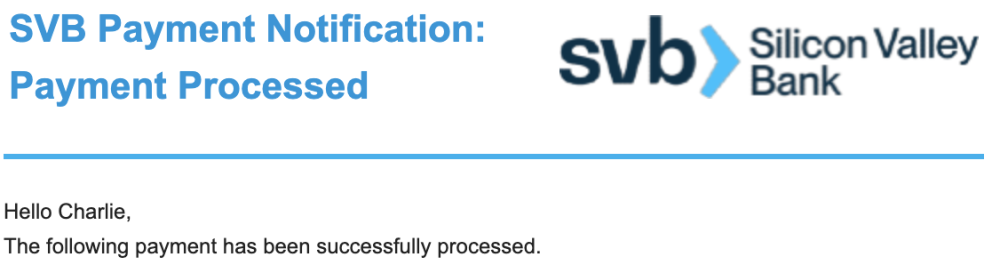 SVB Payment Notification:
Payment Processed
svb Silicon Valley
Bank
Hello Charlie,
The following payment has been successfully processed.